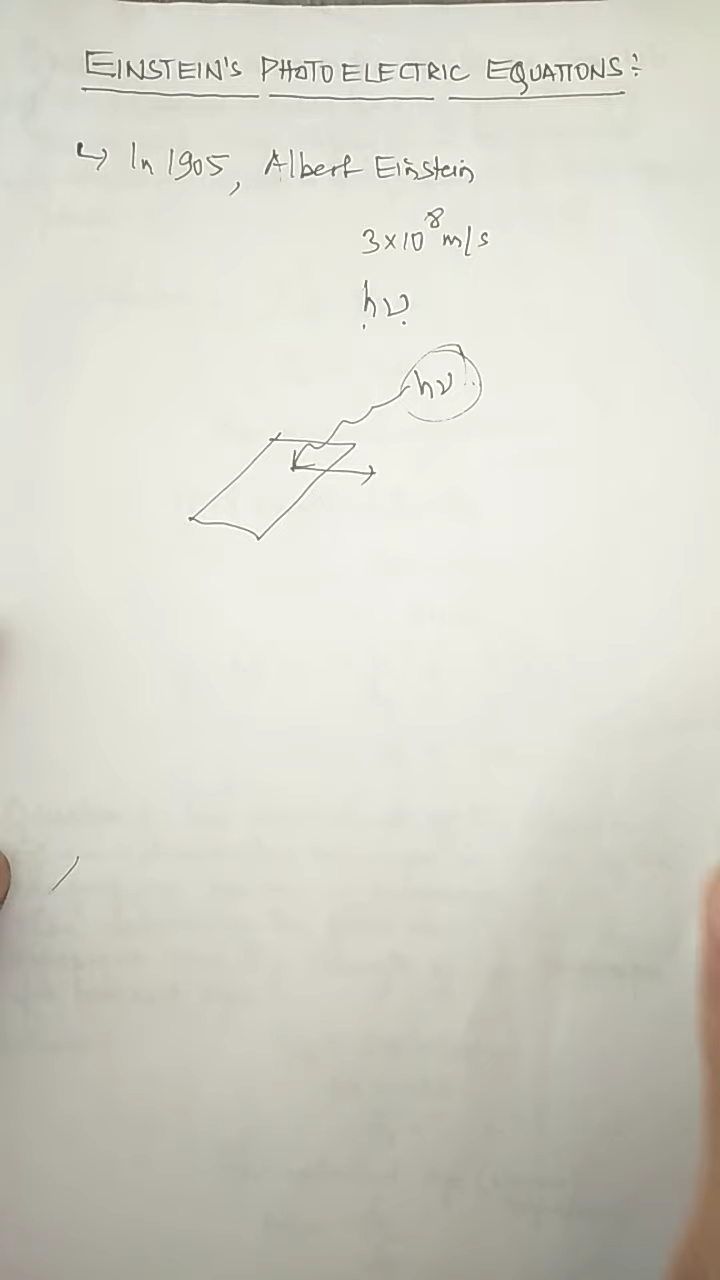 EINSTEIN'S PHOTOELECTRIC EQUATIONS:
↳ In 1905, Albert Einstein
3×10⁸ m/s
hν
hν